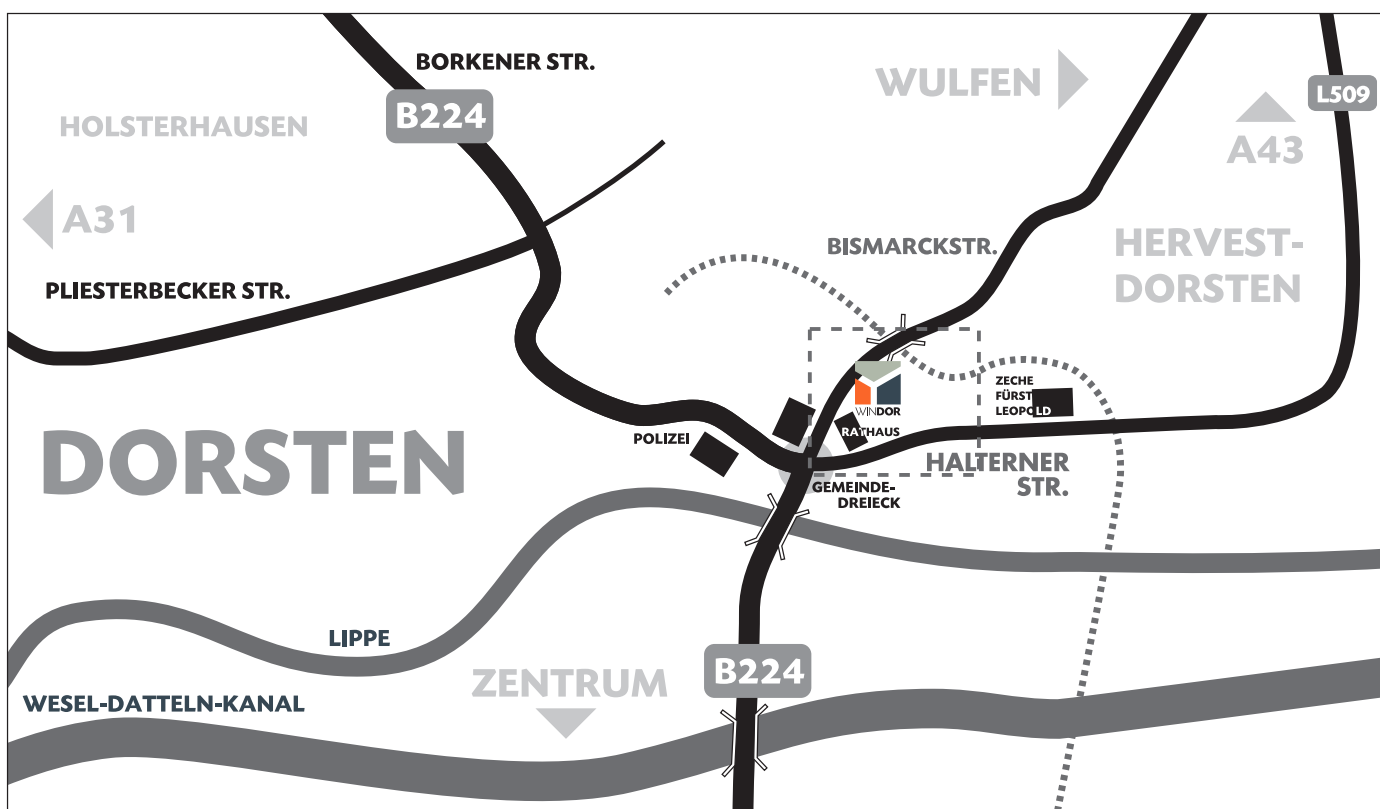 BORKENER STR.
B224
WULFEN
L509
HOLSTERHAUSEN
A43
A31
BISMARCKSTR.
HERVEST-
DORSTEN
PLIESTERBECKER STR.
ZECHE
FÜRST
LEOPOLD
WINDOR
RATHAUS
POLIZEI
DORSTEN
HALTERNER
STR.
GEMEINDE-
DREIECK
LIPPE
B224
ZENTRUM
WESEL-DATTELN-KANAL